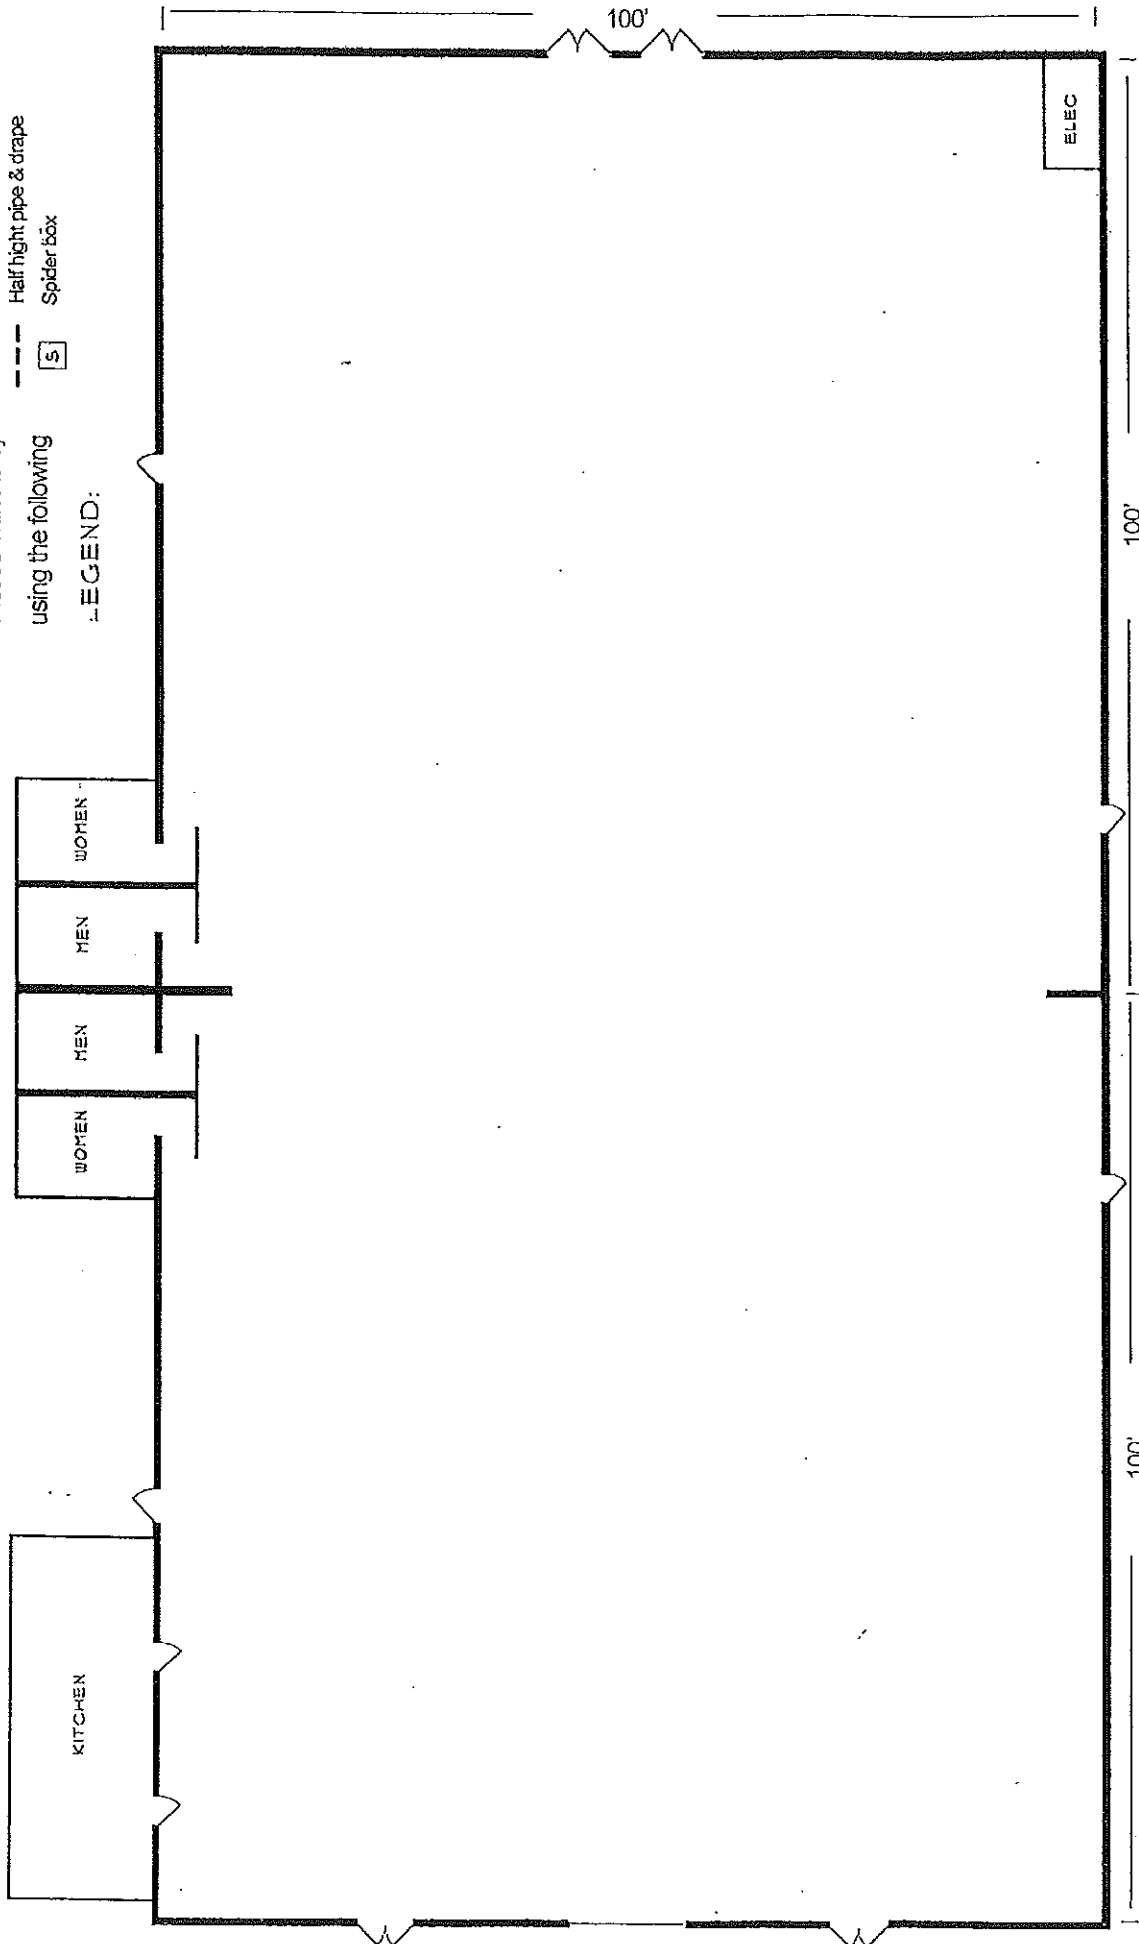 100'
using the following
LEGEND:
Half hight pipe & drape
S
Spider box
WOMEN
MEN
MEN
WOMEN
KITCHEN
ELEC
100'
100'